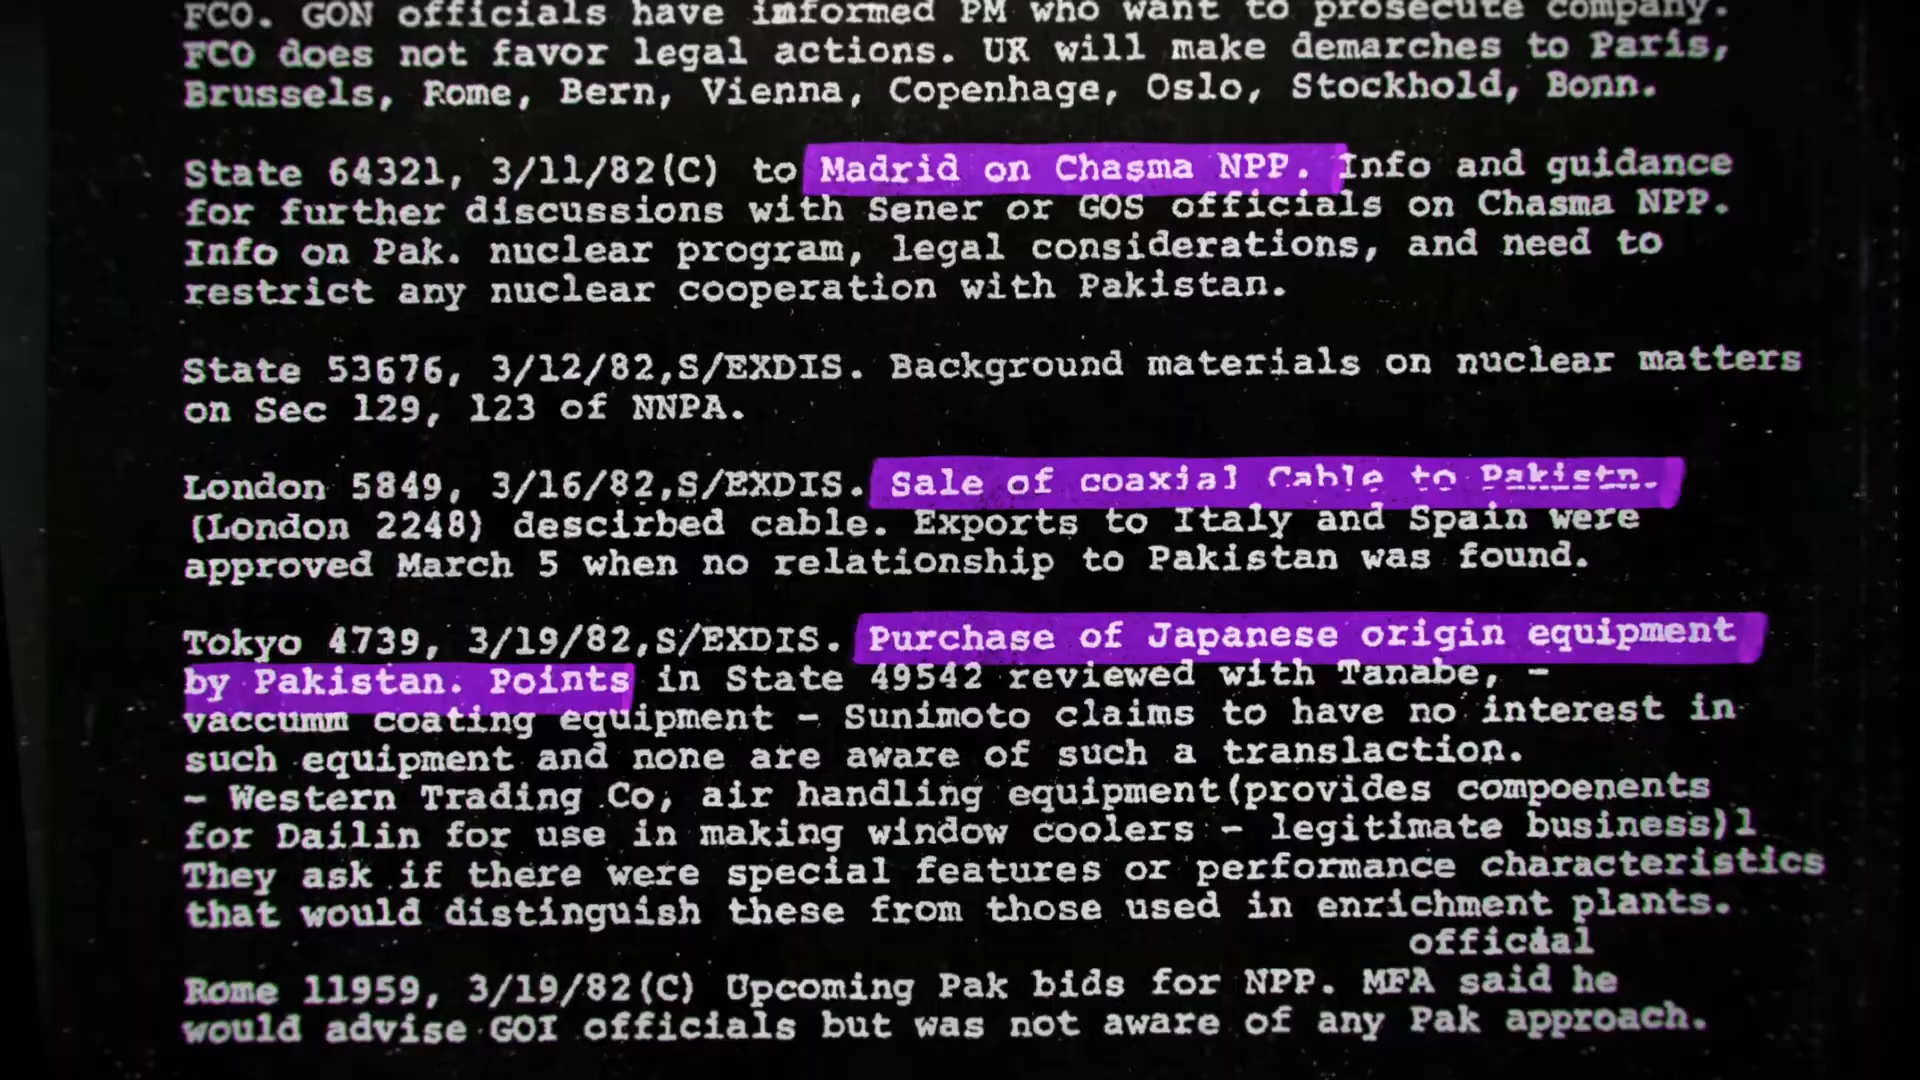 FCO. GON officials have informed PM who want to prosecute company.
FCO does not favor legal actions. UK will make demarches to Paris,
Brussels, Rome, Bern, Vienna, Copenhage, Oslo, Stockhold, Bonn.
State 64321, 3/11/82(C) to Madrid on Chasma NPP. Info and guidance
for further discussions with Sener or GOS officials on Chasma NPP.
Info on Pak. nuclear program, legal considerations, and need to
restrict any nuclear cooperation with Pakistan.
State 53676, 3/12/82,S/EXDIS. Background materials on nuclear matters
on Sec 129, 123 of NNPA.
London 5849, 3/16/82,S/EXDIS. Sale of coaxial Cable to Pakistn.
(London 2248) descirbed cable. Exports to Italy and Spain were
approved March 5 when no relationship to Pakistan was found.
Tokyo 4739, 3/19/82,S/EXDIS. Purchase of Japanese origin equipment
by Pakistan. Points in State 49542 reviewed with Tanabe, -
vaccumm coating equipment - Sunimoto claims to have no interest in
such equipment and none are aware of such a translaction.
- Western Trading Co, air handling equipment(provides compoenents
for Dailin for use in making window coolers - legitimate business)l
They ask if there were special features or performance characteristics
that would distinguish these from those used in enrichment plants.
official
Rome 11959, 3/19/82(C) Upcoming Pak bids for NPP. MFA said he
would advise GOI officials but was not aware of any Pak approach.